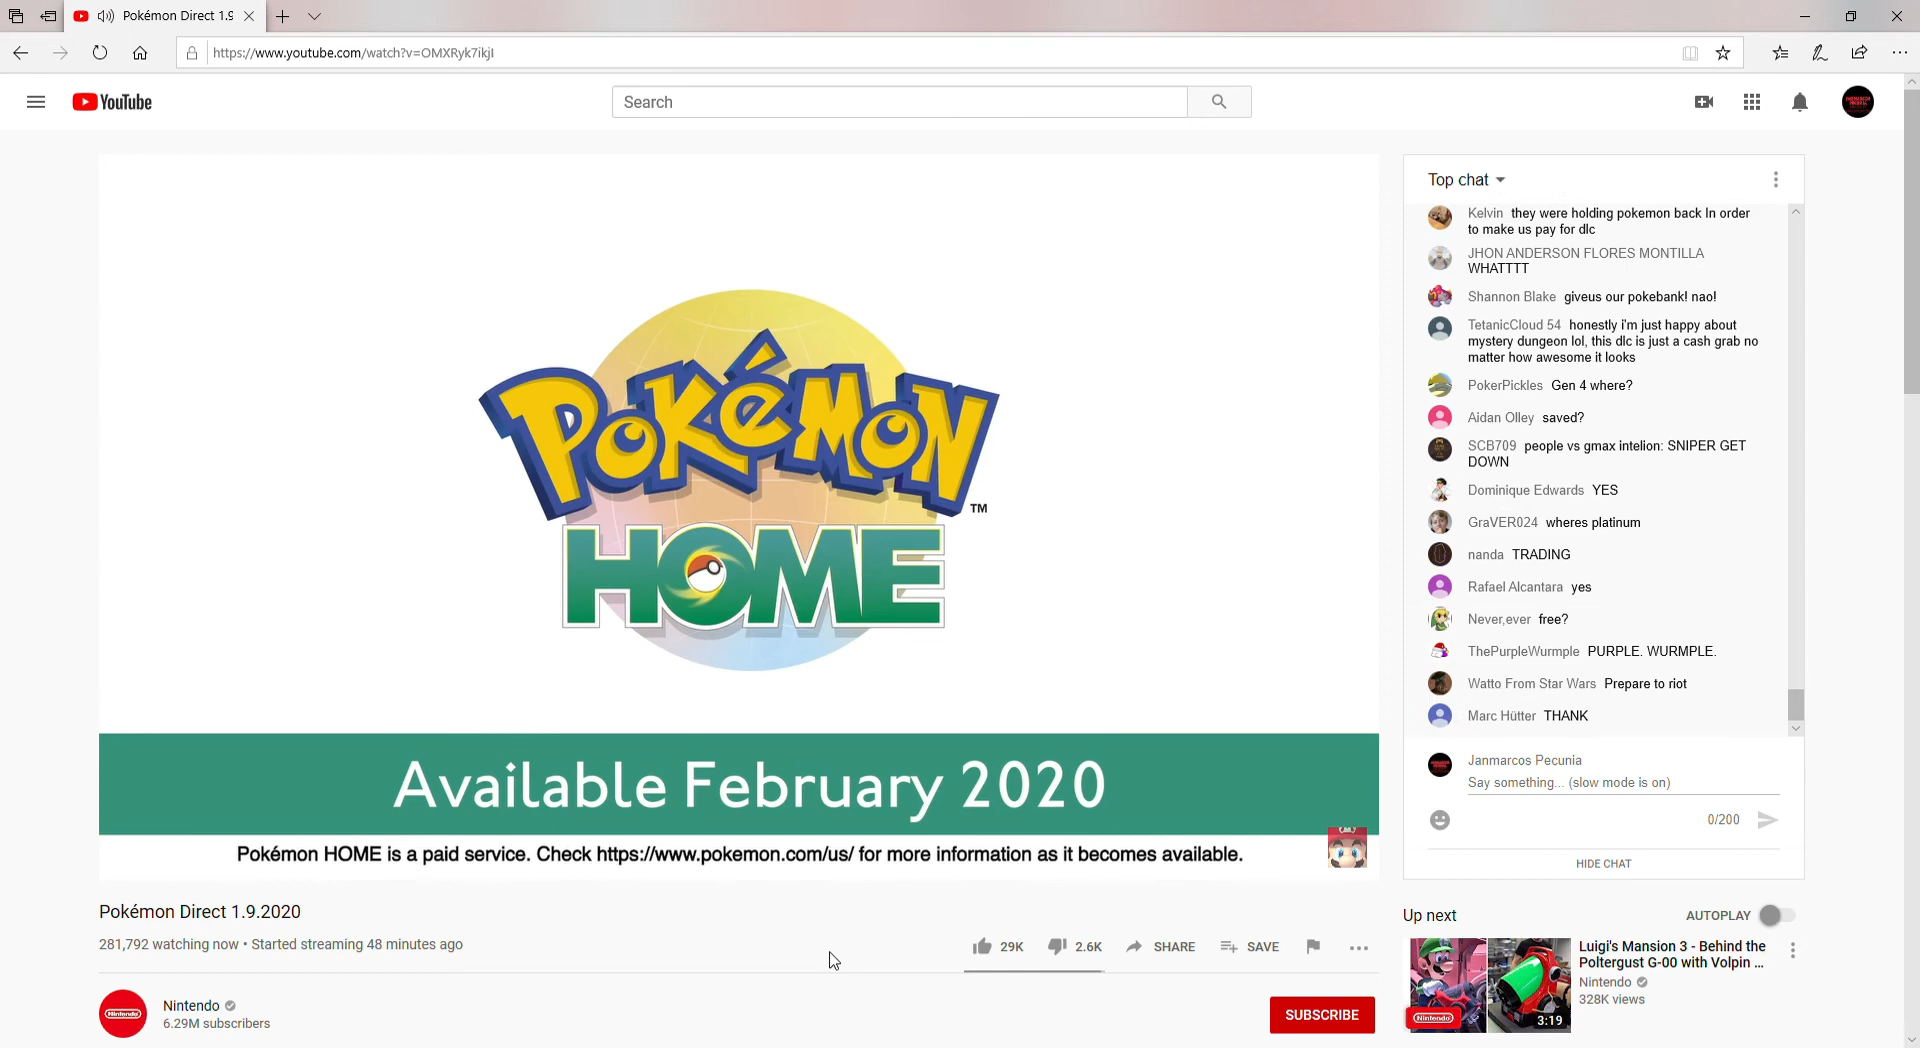 Pokémon Direct 1.9
https://www.youtube.com/watch?v=OMXRyk7ikjI
YouTube
Search
POKéMON
TM
HOME
Available February 2020
Pokémon HOME is a paid service. Check https://www.pokemon.com/us/ for more information as it becomes available.
Top chat
Kelvin they were holding pokemon back In order
to make us pay for dlc
JHON ANDERSON FLORES MONTILLA
WHATTTT
Shannon Blake giveus our pokebank! nao!
TetanicCloud 54 honestly i'm just happy about
mystery dungeon lol, this dlc is just a cash grab no
matter how awesome it looks
PokerPickles Gen 4 where?
Aidan Olley saved?
SCB709 people vs gmax intelion: SNIPER GET
DOWN
Dominique Edwards YES
GraVER024 wheres platinum
nanda TRADING
Rafael Alcantara yes
Never,ever free?
ThePurpleWurmple PURPLE. WURMPLE.
Watto From Star Wars Prepare to riot
Marc Hütter THANK
Janmarcos Pecunia
Say something... (slow mode is on)
0/200
HIDE CHAT
Pokémon Direct 1.9.2020
281,792 watching now • Started streaming 48 minutes ago
29K 2.6K SHARE SAVE
Nintendo
Nintendo
6.29M subscribers
SUBSCRIBE
Up next
AUTOPLAY
Nintendo
3:19
Luigi's Mansion 3 - Behind the
Poltergust G-00 with Volpin ...
Nintendo
328K views